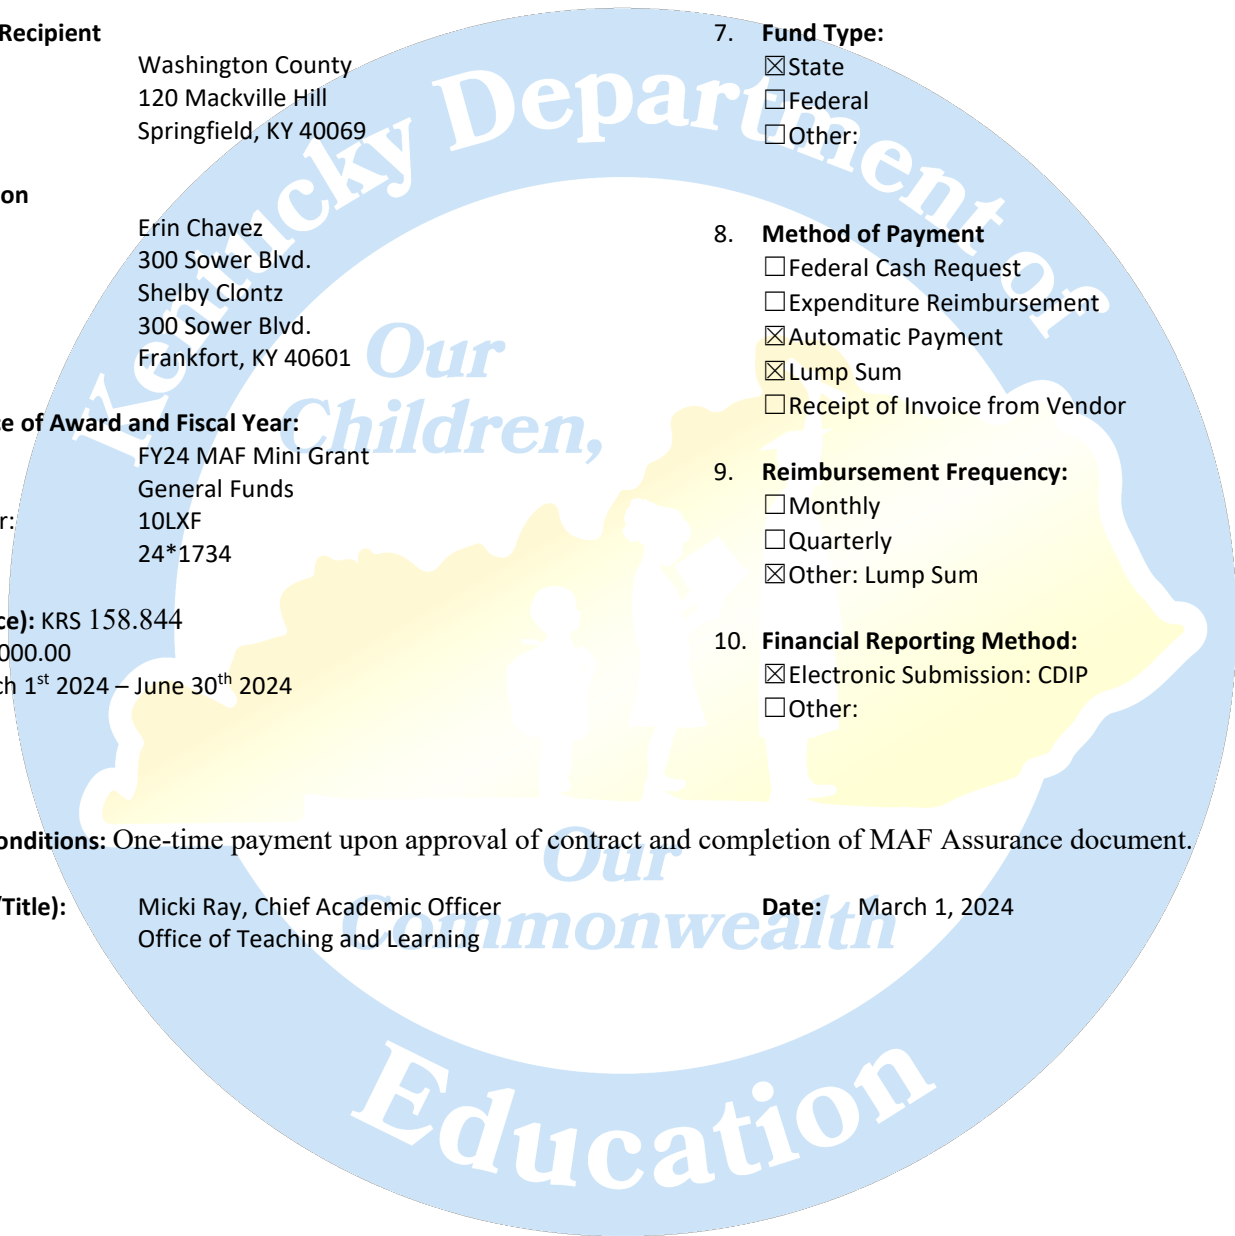 Recipient
Washington County
120 Mackville Hill
Springfield, KY 40069
on
Erin Chavez
300 Sower Blvd.
Shelby Clontz
300 Sower Blvd.
Frankfort, KY 40601
ce of Award and Fiscal Year:
FY24 MAF Mini Grant
General Funds
r: 10LXF
24*1734
ce): KRS 158.844
000.00
ch 1st 2024 – June 30th 2024
7. Fund Type:
☒State
☐Federal
☐Other:
8. Method of Payment
☐Federal Cash Request
☐Expenditure Reimbursement
☒Automatic Payment
☒Lump Sum
☐Receipt of Invoice from Vendor
9. Reimbursement Frequency:
☐Monthly
☐Quarterly
☒Other: Lump Sum
10. Financial Reporting Method:
☒Electronic Submission: CDIP
☐Other:
onditions: One-time payment upon approval of contract and completion of MAF Assurance document.
/Title): Micki Ray, Chief Academic Officer Date: March 1, 2024
Office of Teaching and Learning
Kentucky Department of
Education
Our
Children,
Our
Commonwealth